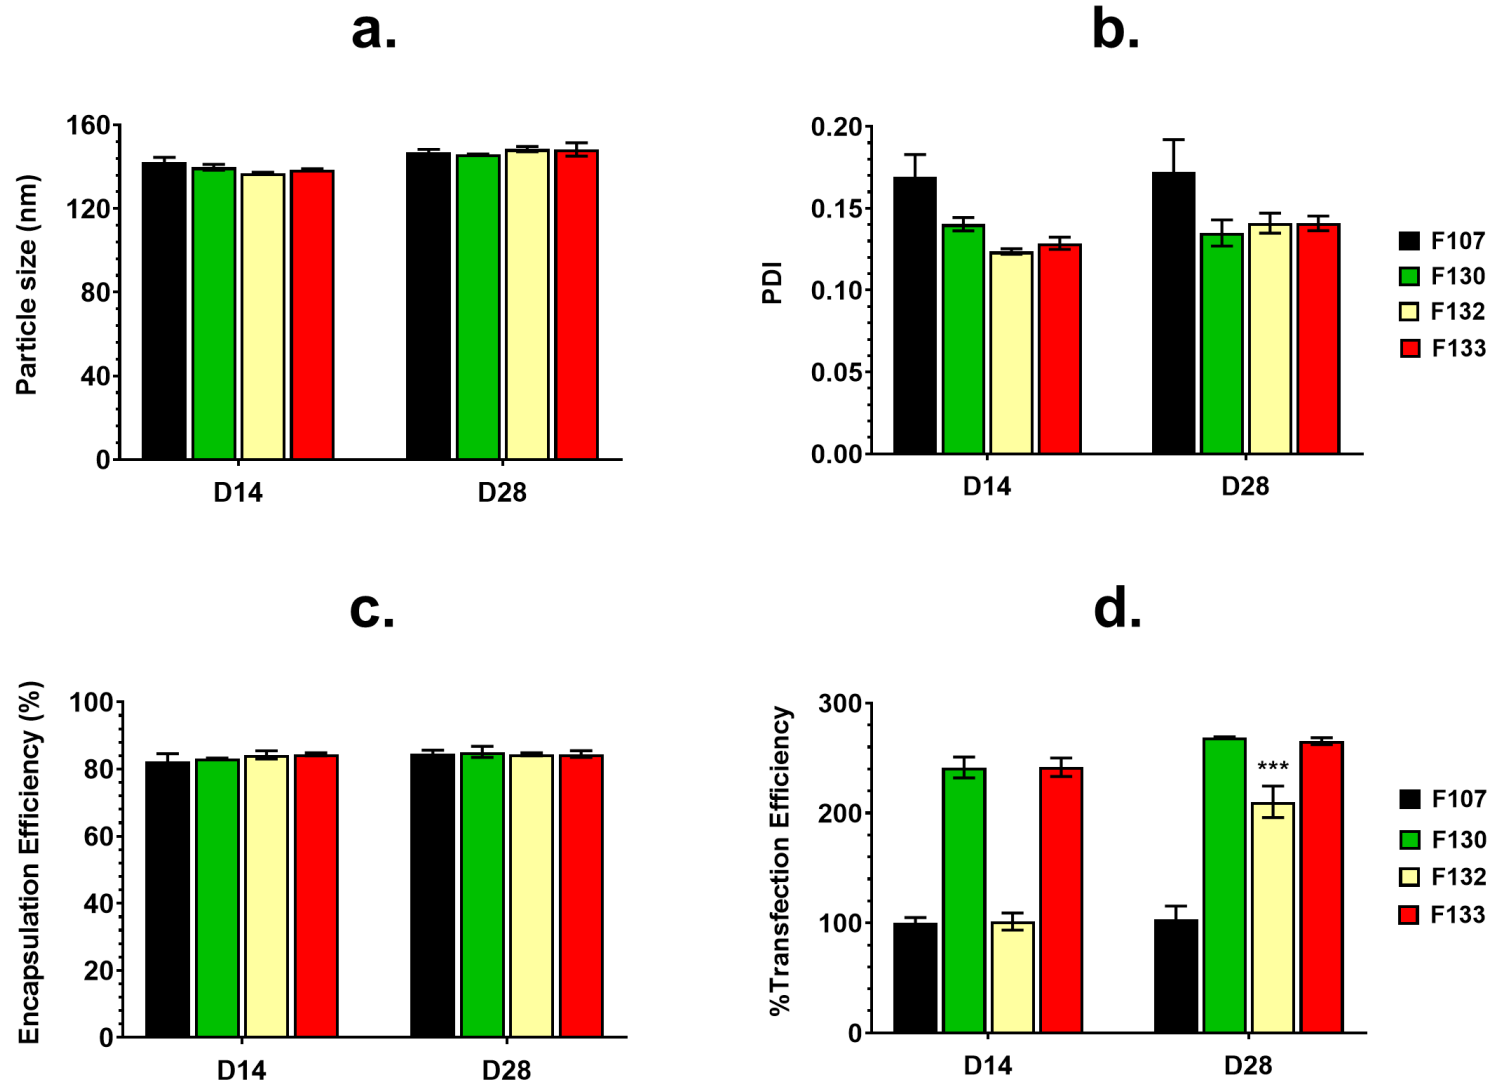 a.
Particle size (nm)
160
120
80
40
0
D14 D28
b.
PDI
0.20
0.15
0.10
0.05
0.00
D14 D28
F107
F130
F132
F133
c.
Encapsulation Efficiency (%)
100
80
60
40
20
0
D14 D28
d.
%Transfection Efficiency
300
200
100
0
***
D14 D28
F107
F130
F132
F133